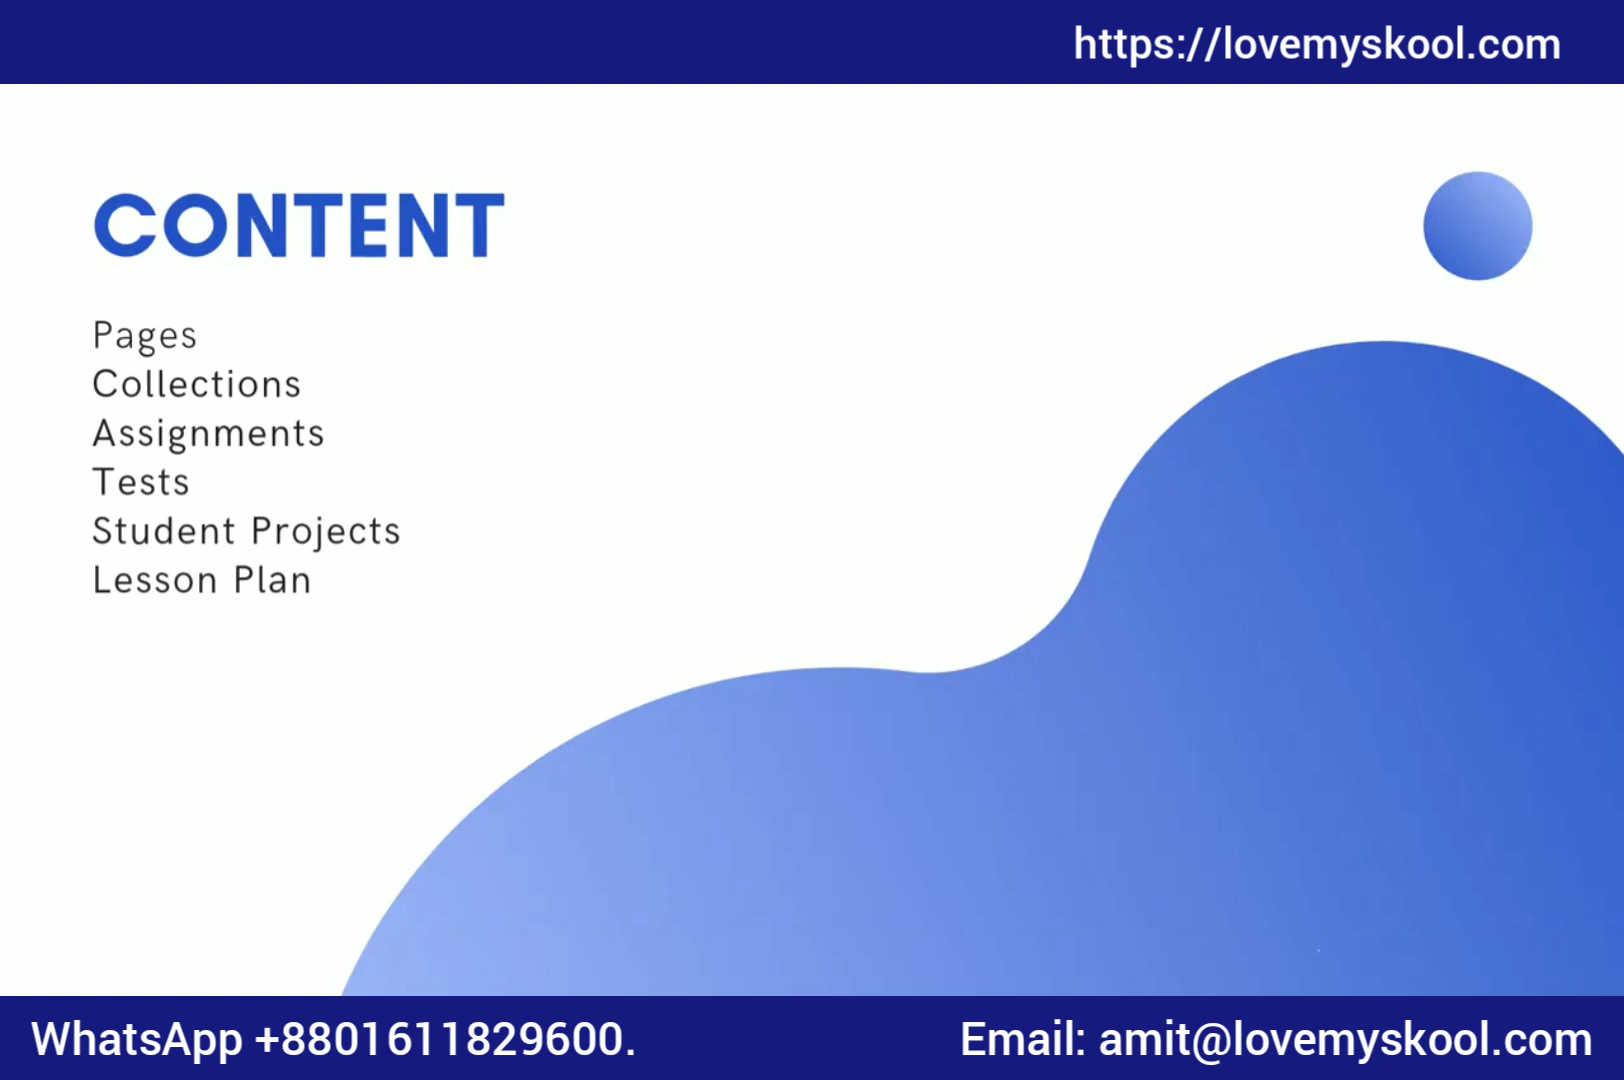 https://lovemyskool.com
CONTENT
Pages
Collections
Assignments
Tests
Student Projects
Lesson Plan
WhatsApp +8801611829600.
Email: amit@lovemyskool.com